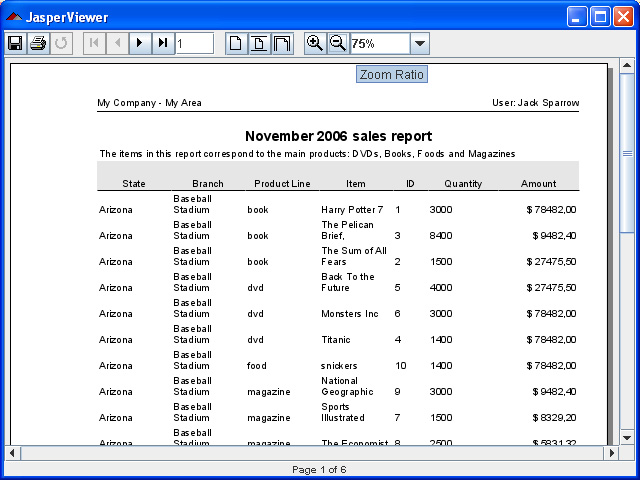 JasperViewer
1 75%
Zoom Ratio
My Company - My Area User: Jack Sparrow
November 2006 sales report
The items in this report correspond to the main products: DVDs, Books, Foods and Magazines
State Branch Product Line Item ID Quantity Amount
Baseball
Arizona Stadium book Harry Potter 7 1 3000 $ 78482,00
Baseball The Pelican
Arizona Stadium book Brief, 3 8400 $ 9482,40
Baseball The Sum of All
Arizona Stadium book Fears 2 1500 $ 27475,50
Baseball Back To the
Arizona Stadium dvd Future 5 4000 $ 27475,50
Baseball
Arizona Stadium dvd Monsters Inc 6 3000 $ 78482,00
Baseball
Arizona Stadium dvd Titanic 4 1400 $ 78482,00
Baseball
Arizona Stadium food snickers 10 1400 $ 78482,00
Baseball National
Arizona Stadium magazine Geographic 9 3000 $ 9482,40
Baseball Sports
Arizona Stadium magazine Illustrated 7 1500 $ 8329,20
Baseball
Arizona Stadium magazine The Economist 8 2500 $ 5831,32
Page 1 of 6